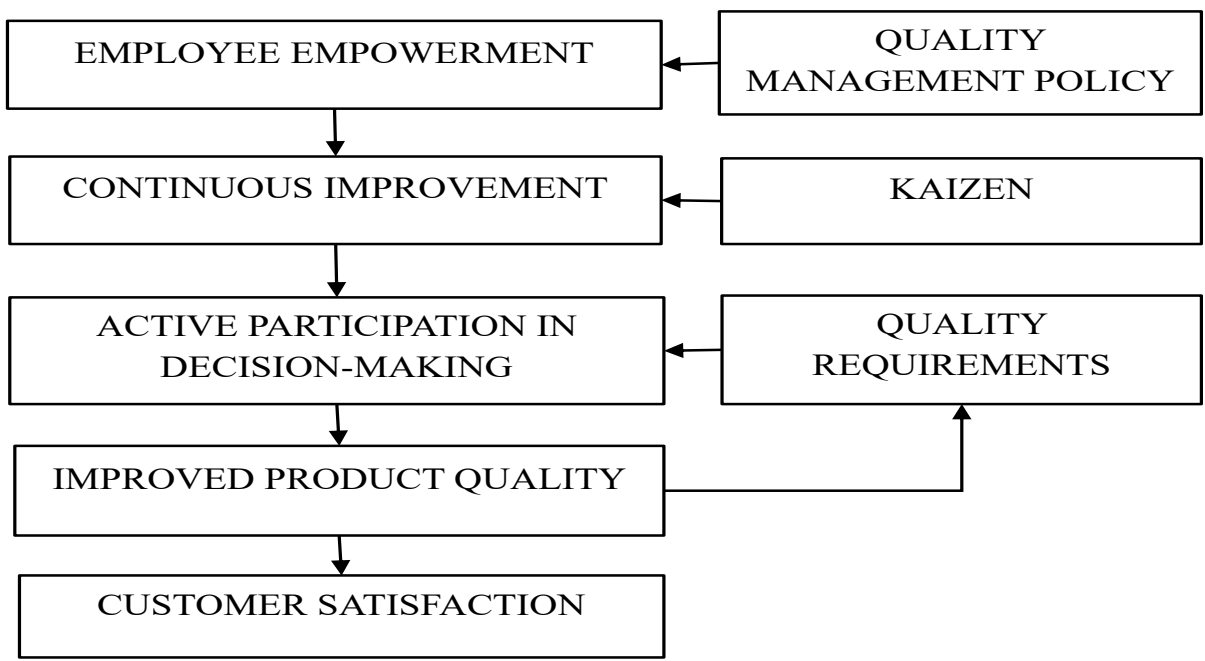 EMPLOYEE EMPOWERMENT
QUALITY
MANAGEMENT POLICY
CONTINUOUS IMPROVEMENT
KAIZEN
ACTIVE PARTICIPATION IN
DECISION-MAKING
QUALITY
REQUIREMENTS
IMPROVED PRODUCT QUALITY
CUSTOMER SATISFACTION